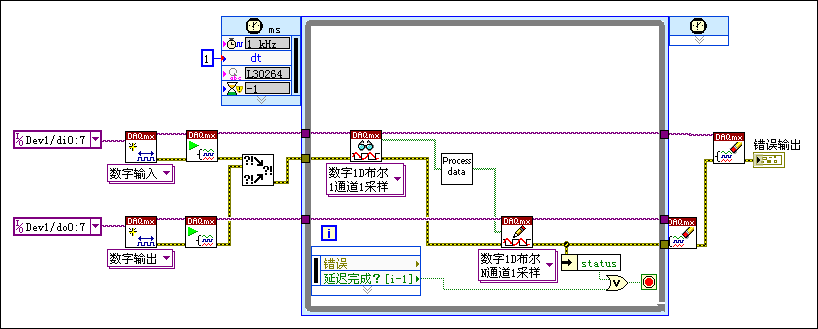 ms
1 kHz
1
dt
L30264
-1
Dev1/di0:7
DAQmx
DAQmx
DAQmx
DAQmx
错误输出
数字输入
?!
?!
?!
数字1D布尔
1通道1采样
Process
data
Dev1/do0:7
DAQmx
DAQmx
DAQmx
DAQmx
数字输出
i
错误
延迟完成?[i-1]
数字1D布尔
N通道1采样
status
V